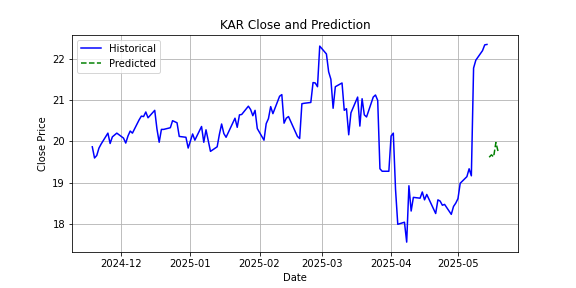 KAR Close and Prediction
Historical
Predicted
Close Price
22
21
20
19
18
2024-12
2025-01
2025-02
2025-03
2025-04
2025-05
Date